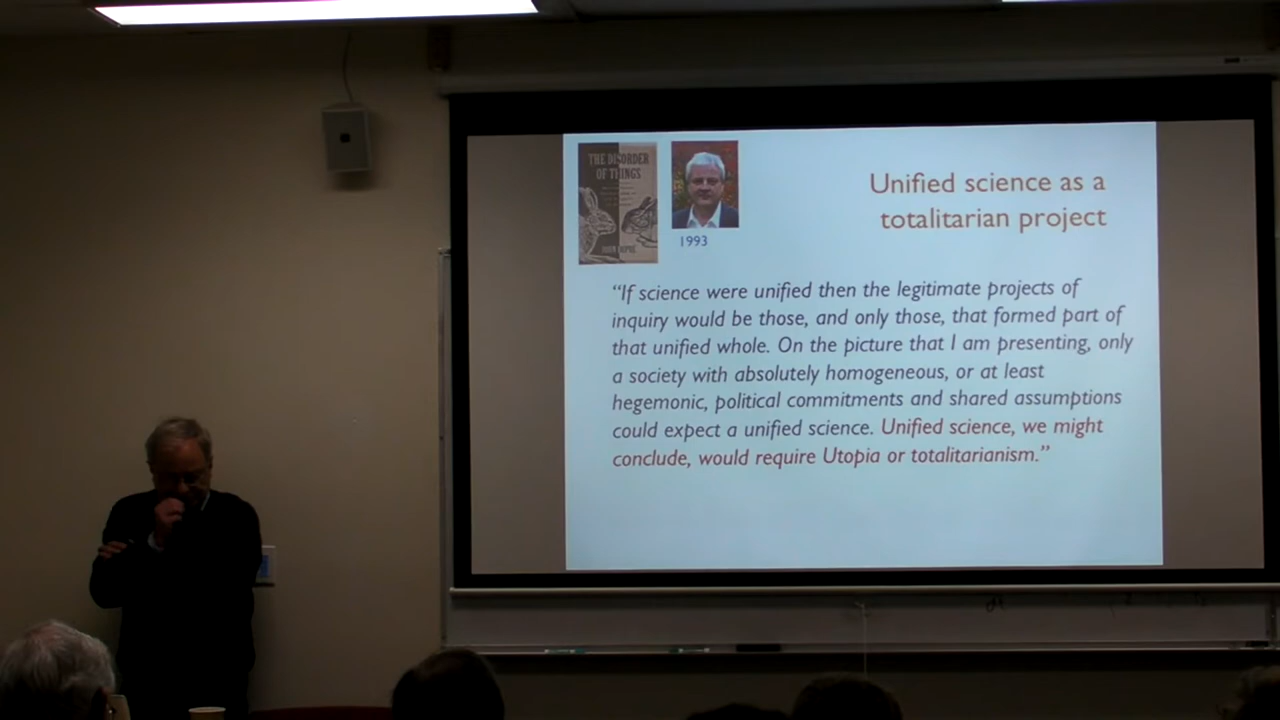 THE DISORDER
OF THINGS
JOHN DUPRÉ
1993
Unified science as a
totalitarian project
“If science were unified then the legitimate projects of
inquiry would be those, and only those, that formed part of
that unified whole. On the picture that I am presenting, only
a society with absolutely homogeneous, or at least
hegemonic, political commitments and shared assumptions
could expect a unified science. Unified science, we might
conclude, would require Utopia or totalitarianism.”